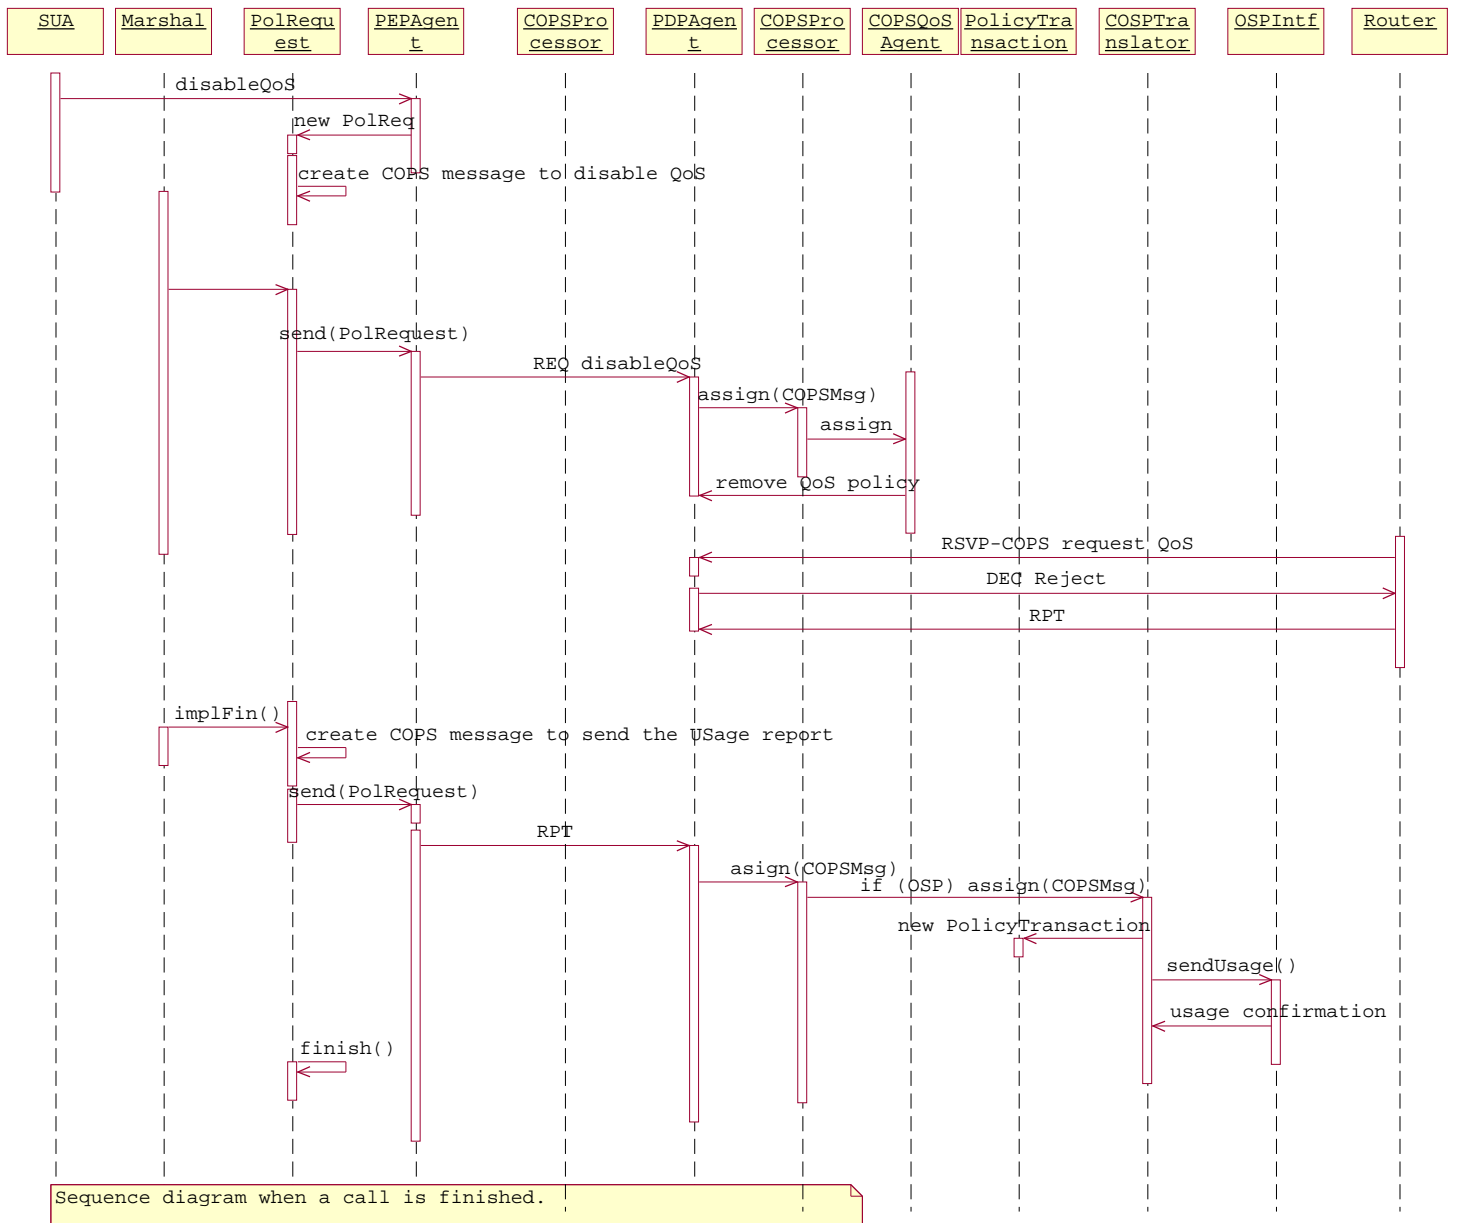 SUA
Marshal
PolRequ
est
PEPAgen
t
COPSPro
cessor
PDPAgen
t
COPSPro
cessor
COPSQoS
Agent
PolicyTra
nsaction
COSPTra
nslator
OSPIntf
Router
disableQoS
new PolReq
create COPS message to disable QoS
send(PolRequest)
REQ disableQoS
assign(COPSMsg)
assign
remove QoS policy
RSVP-COPS request QoS
DEC Reject
RPT
implFin()
create COPS message to send the USage report
send(PolRequest)
RPT
asign(COPSMsg)
if (OSP) assign(COPSMsg)
new PolicyTransaction
sendUsage()
usage confirmation
finish()
Sequence diagram when a call is finished.